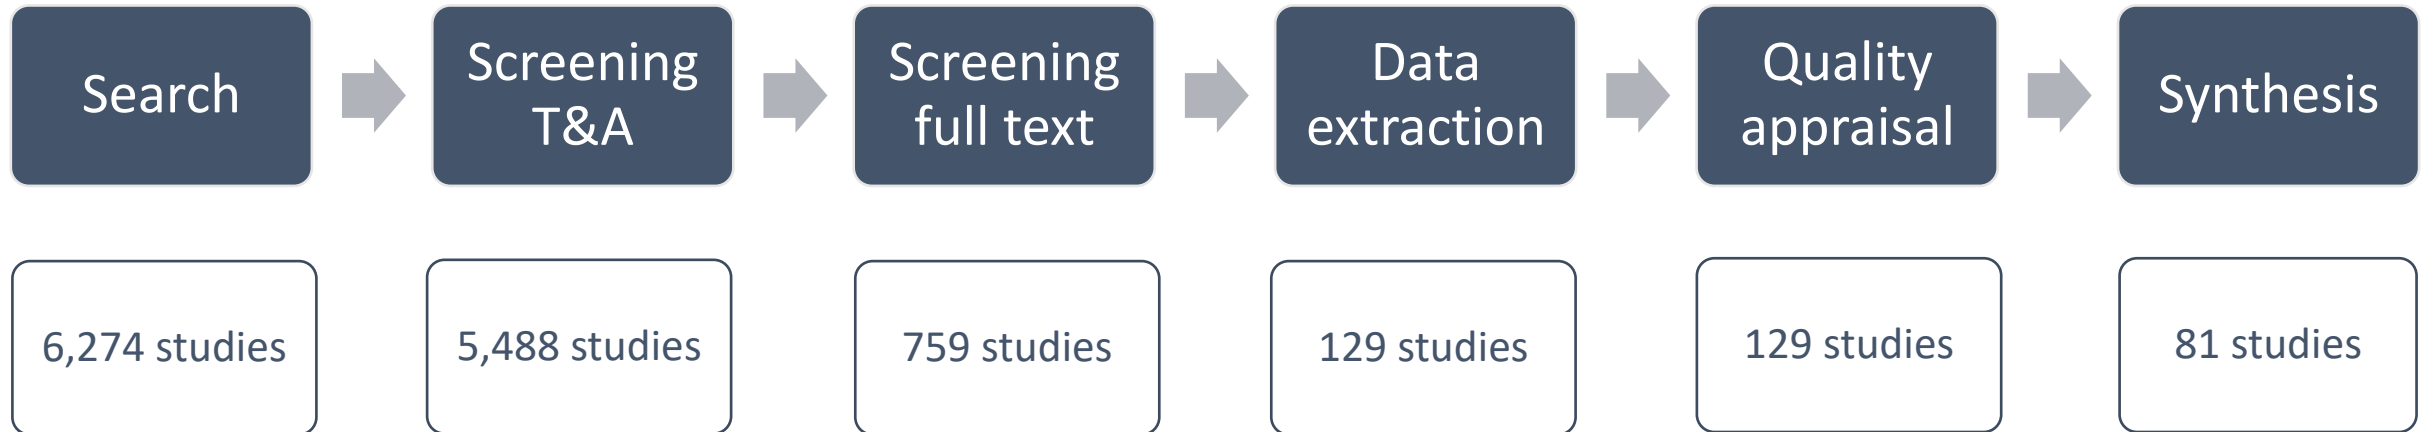 Search
Screening
T&A
Screening
full text
Data
extraction
Quality
appraisal
Synthesis
6,274 studies
5,488 studies
759 studies
129 studies
129 studies
81 studies